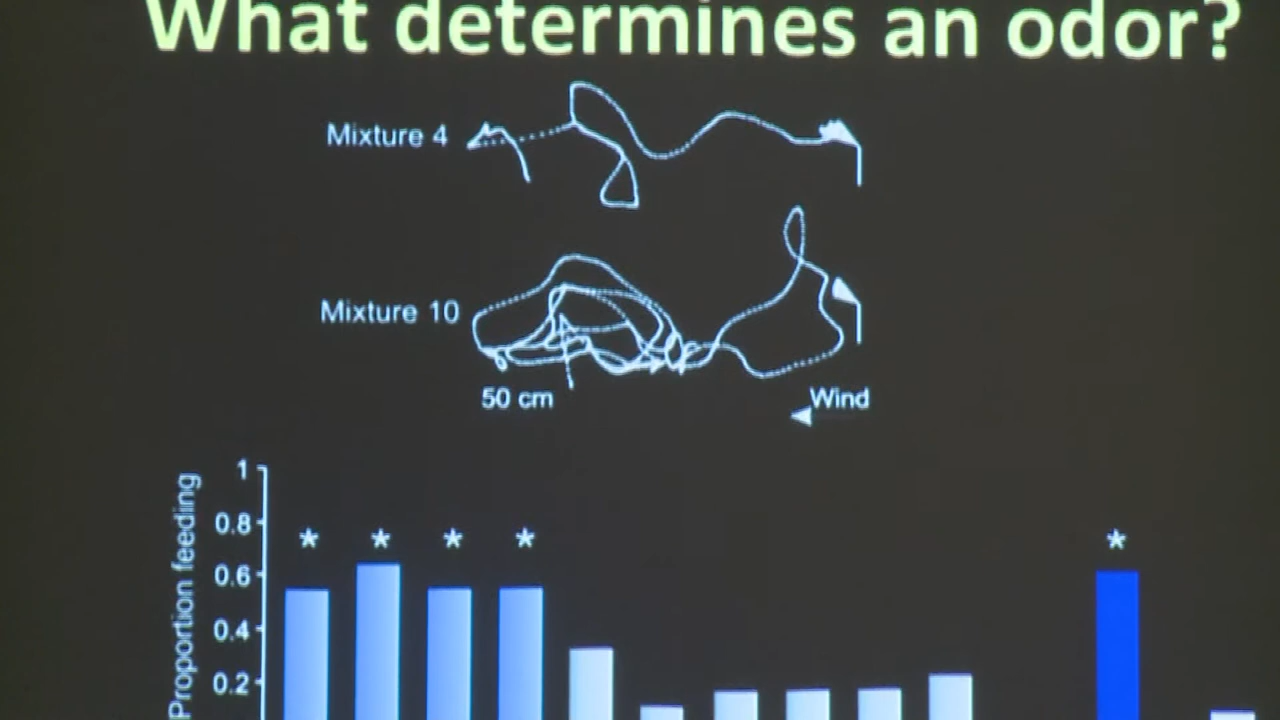 What determines an odor?
Mixture 4
Mixture 10
50 cm
Wind
Proportion feeding
1
0.8
0.6
0.4
0.2
* * * * *